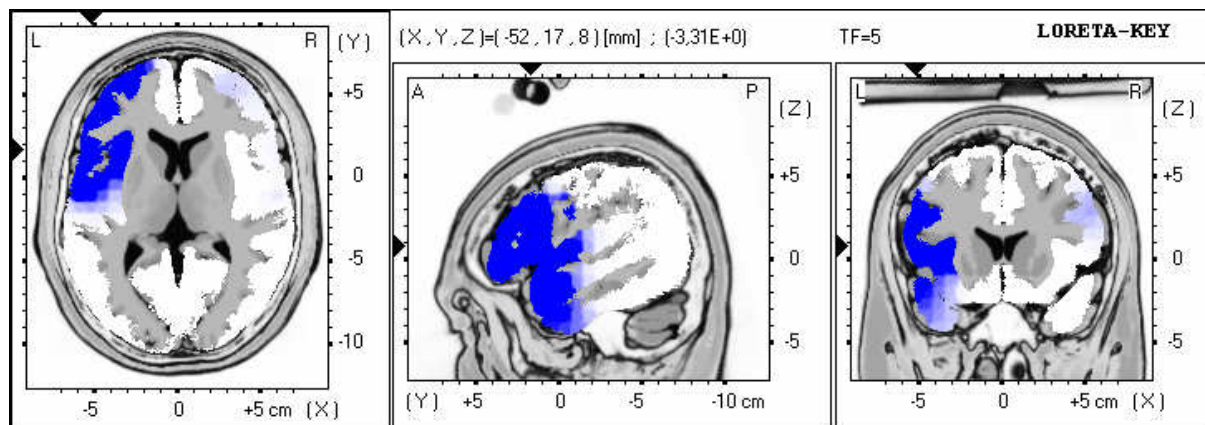 (X,Y,Z)=(-52,17,8)[mm] ; (-3,31E+0) TF=5 LORETA-KEY
L R (Y)
+5
0
-5
-10
-5 0 +5 cm (X)
A P (Z)
+5
0
-5
(Y) +5 0 -5 -10 cm
L R (Z)
+5
0
-5
-5 0 +5 cm (X)